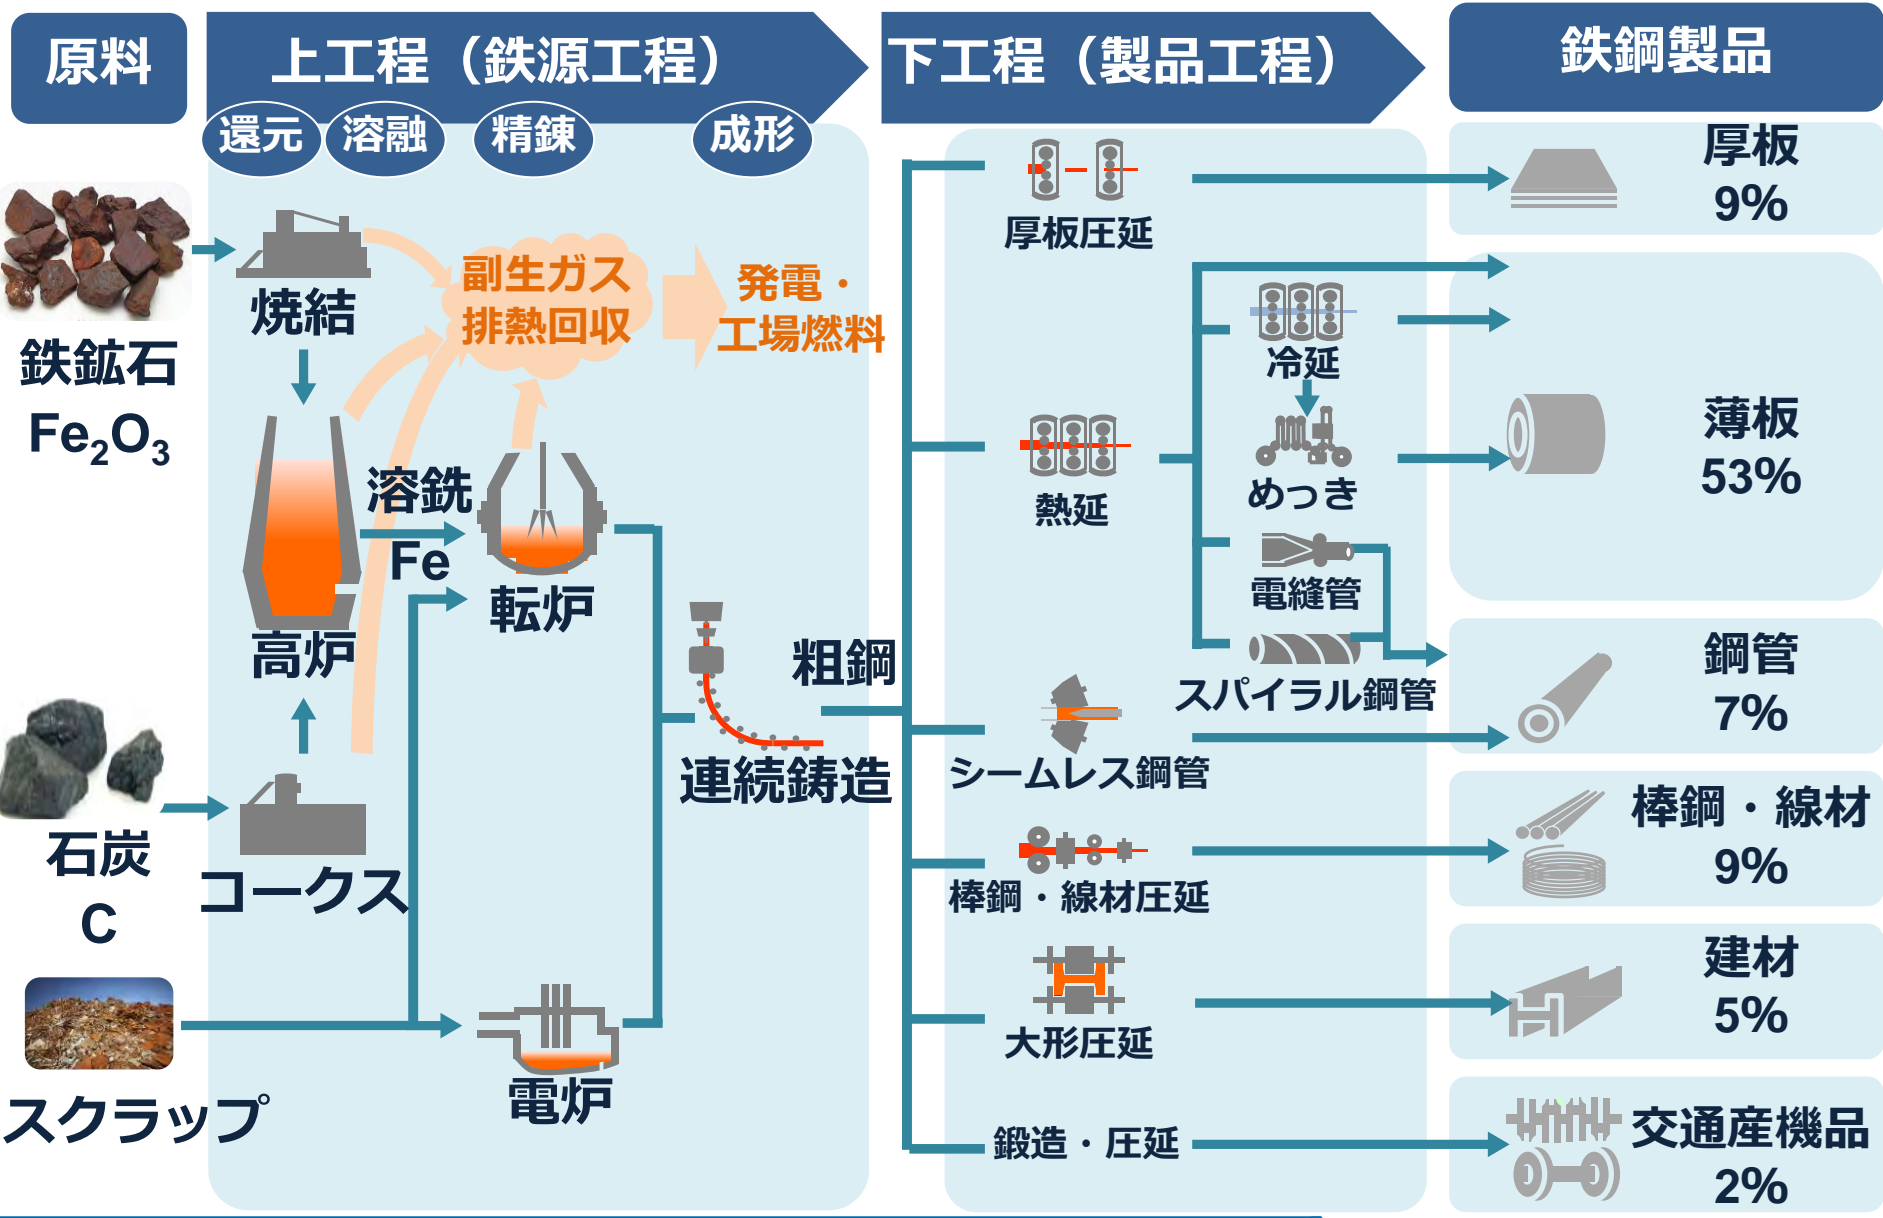 原料
上工程（鉄源工程）
下工程（製品工程）
鉄鋼製品
還元
溶融
精錬
成形
鉄鉱石
Fe₂O₃
石炭
C
スクラップ
焼結
高炉
コークス
溶銑
Fe
副生ガス
排熱回収
発電・
工場燃料
転炉
電炉
連続鋳造
粗鋼
厚板圧延
熱延
冷延
めっき
電縫管
スパイラル鋼管
シームレス鋼管
棒鋼・線材圧延
大形圧延
鍛造・圧延
厚板
9%
薄板
53%
鋼管
7%
棒鋼・線材
9%
建材
5%
交通産機品
2%